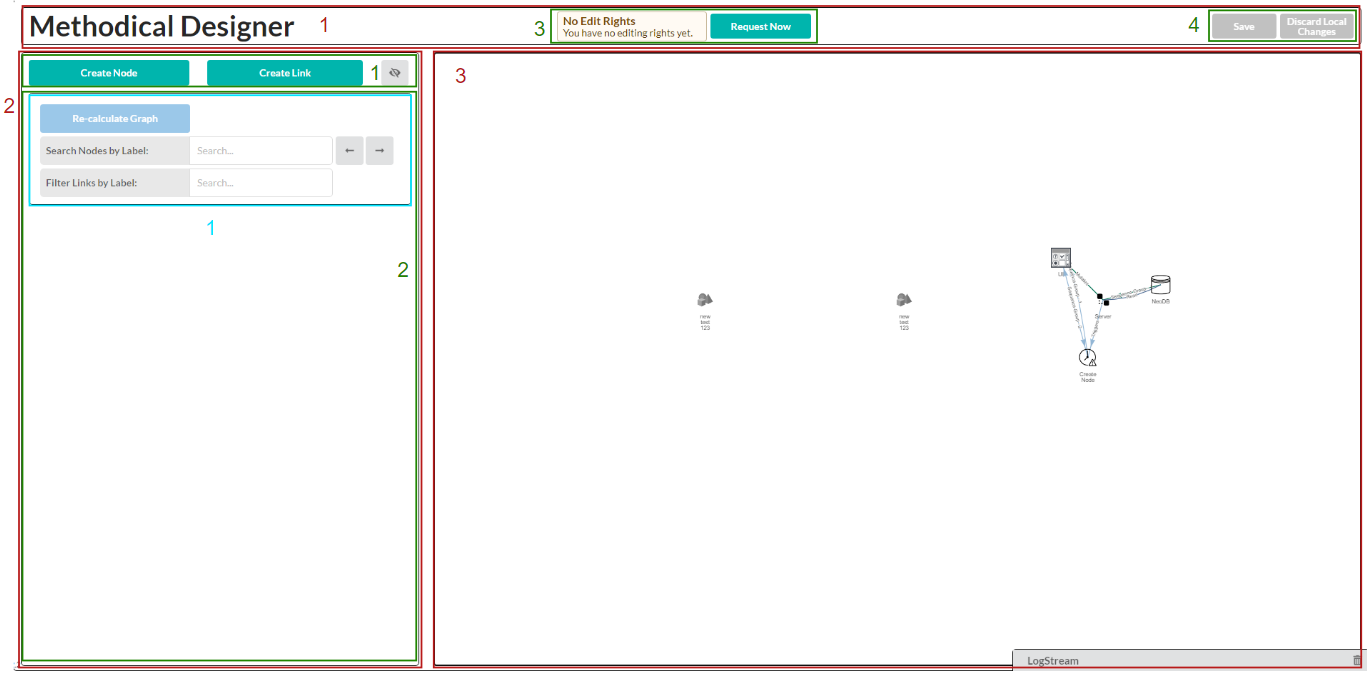 Methodical Designer
1
3
No Edit Rights
You have no editing rights yet.
Request Now
4
Save
Discard Local
Changes
Create Node
Create Link
1
2
3
Re-calculate Graph
Search Nodes by Label:
Search...
←
→
Filter Links by Label:
Search...
1
2
new
test
123
new
test
123
NeoDB
Server
Create
Node
LogStream